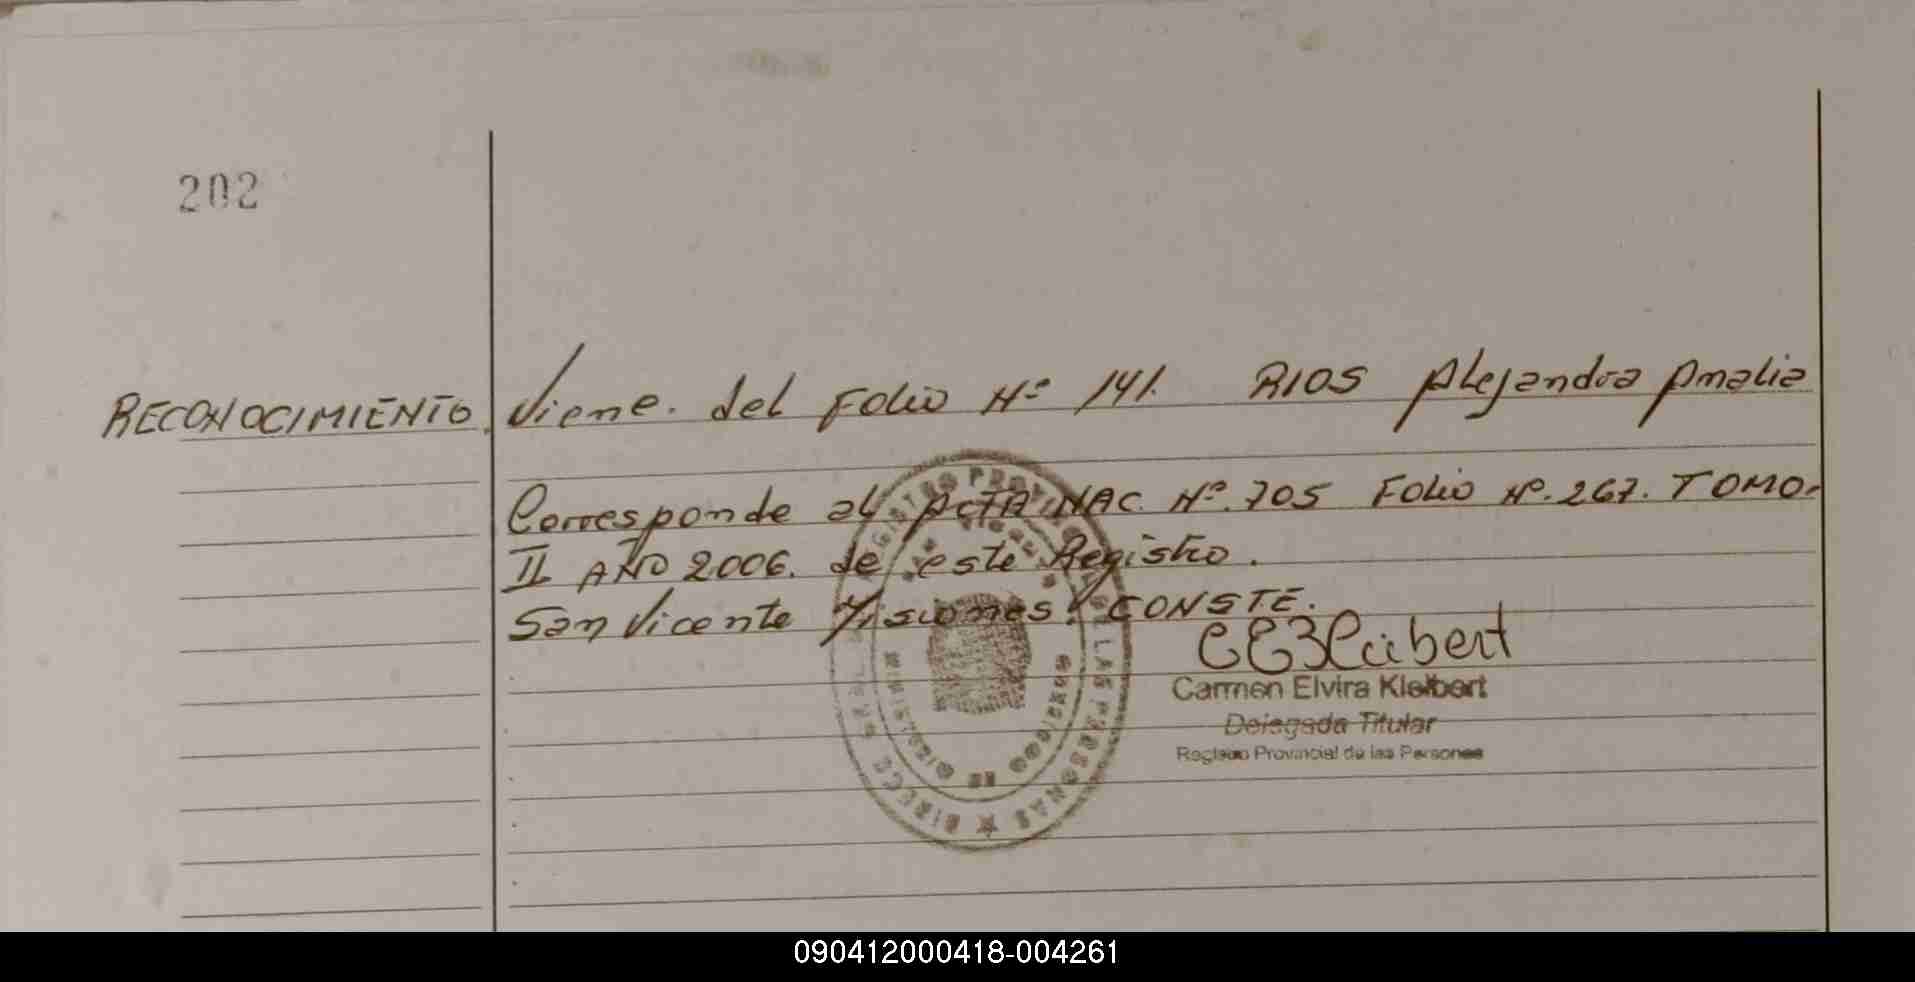 202
RECONOCIMIENTO. Viene. del Folio Nº 141. RIOS Alejandra Amalia
Corresponde al ACTA NAC. Nº. 705 Folio Nº. 267. TOMO.
II AÑO 2006. de este Registro.
San Vicente Misiones. CONSTE.
Carmen Elvira Kleibert
Delegada Titular
Registro Provincial de las Personas
090412000418-004261